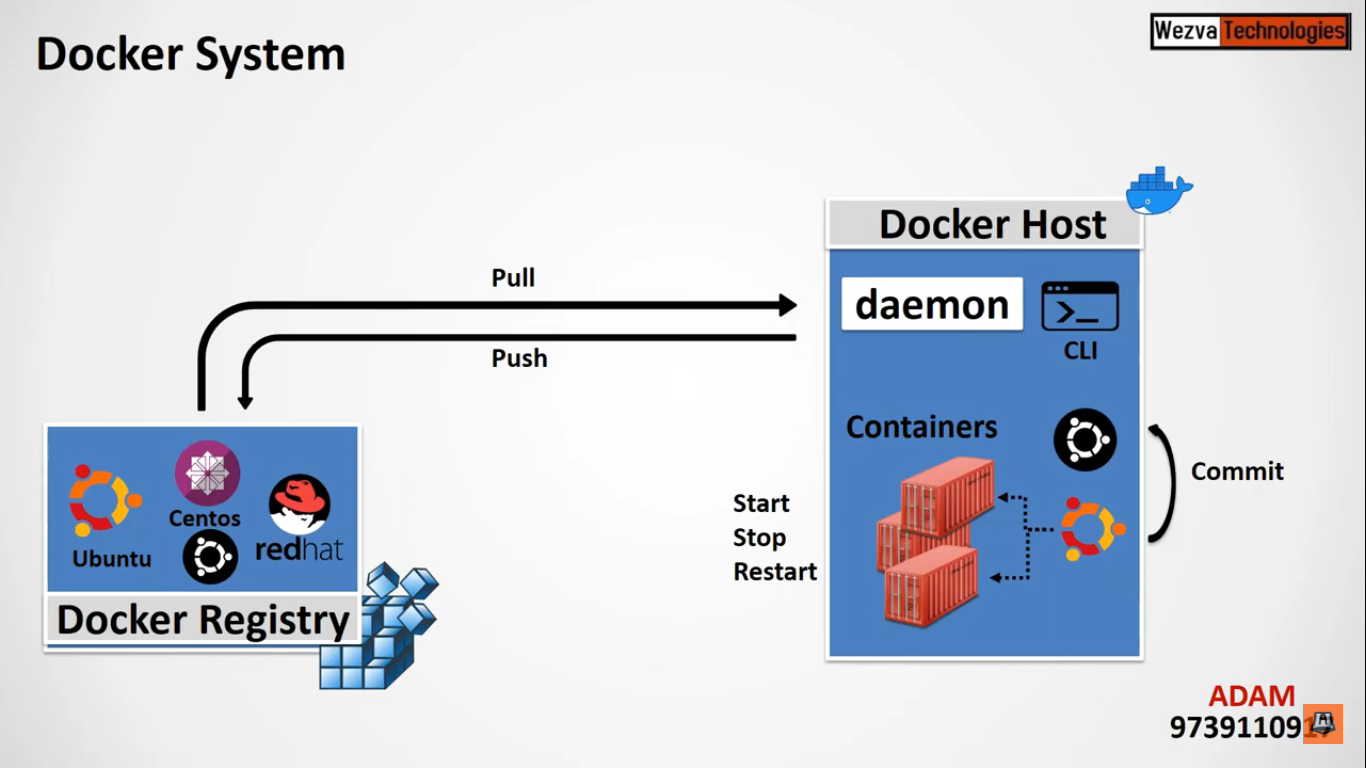 Docker System
Wezva Technologies
Docker Host
Pull
daemon
Push
CLI
Containers
Commit
Start
Stop
Restart
Centos
redhat
Ubuntu
Docker Registry
ADAM